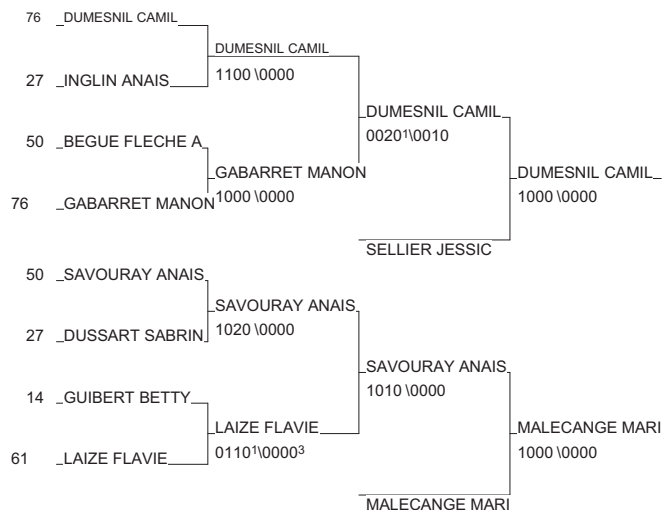 76 DUMESNIL CAMIL
DUMESNIL CAMIL
1100 \0000
27 INGLIN ANAIS
DUMESNIL CAMIL
0020¹\0010
50 BEGUE FLECHE A
GABARRET MANON
1000 \0000
DUMESNIL CAMIL
1000 \0000
76 GABARRET MANON
SELLIER JESSIC
50 SAVOURAY ANAIS
SAVOURAY ANAIS
1020 \0000
27 DUSSART SABRIN
SAVOURAY ANAIS
1010 \0000
14 GUIBERT BETTY
LAIZE FLAVIE
0110¹\0000³
MALECANGE MARI
1000 \0000
61 LAIZE FLAVIE
MALECANGE MARI